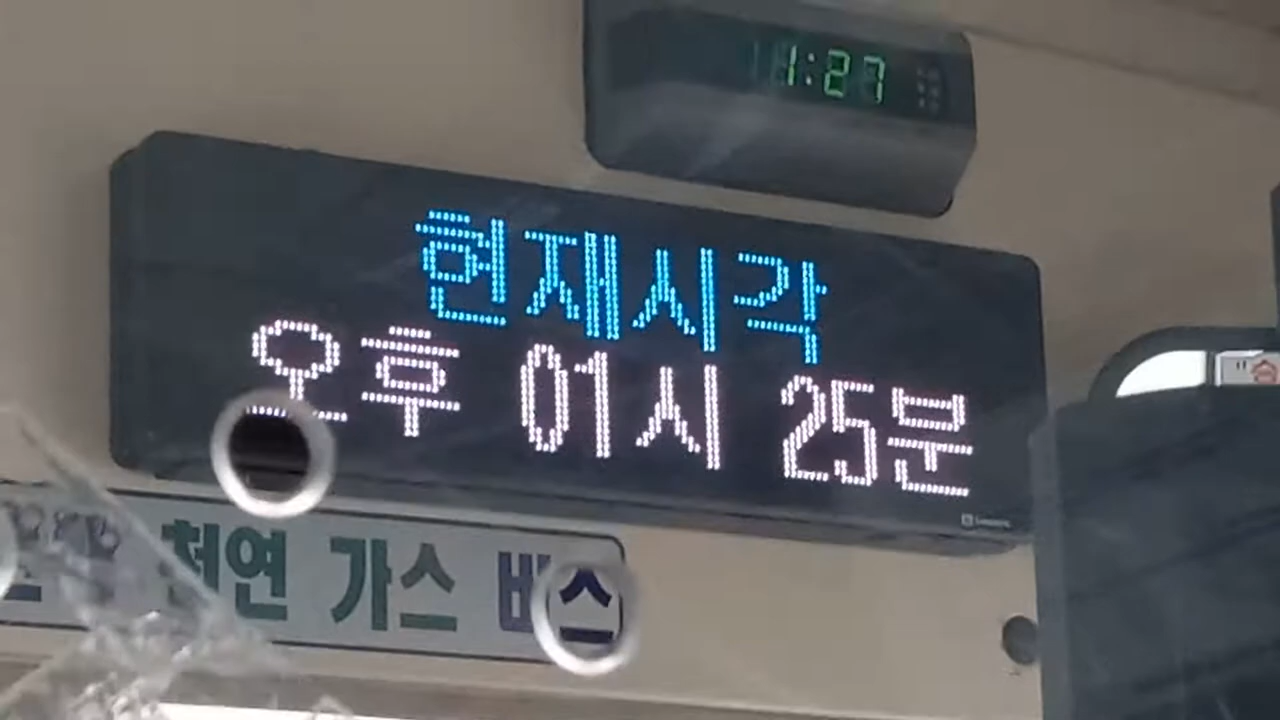 1:27
현재시각
오후 01시 25분
천연 가스 버스